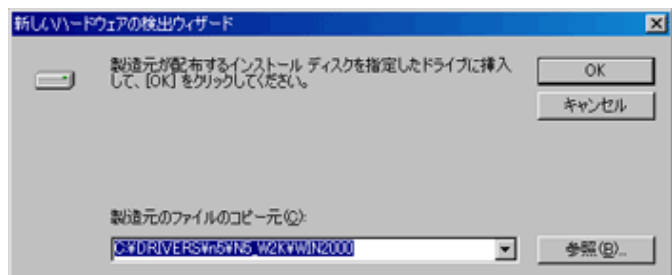 新しいハードウェアの検出ウィザード
製造元が配布するインストール ディスクを指定したドライブに挿入
して、[OK] をクリックしてください。
OK
キャンセル
製造元のファイルのコピー元(C):
C:¥DRIVERS¥n5¥N5_W2K¥WIN2000
参照(B)...